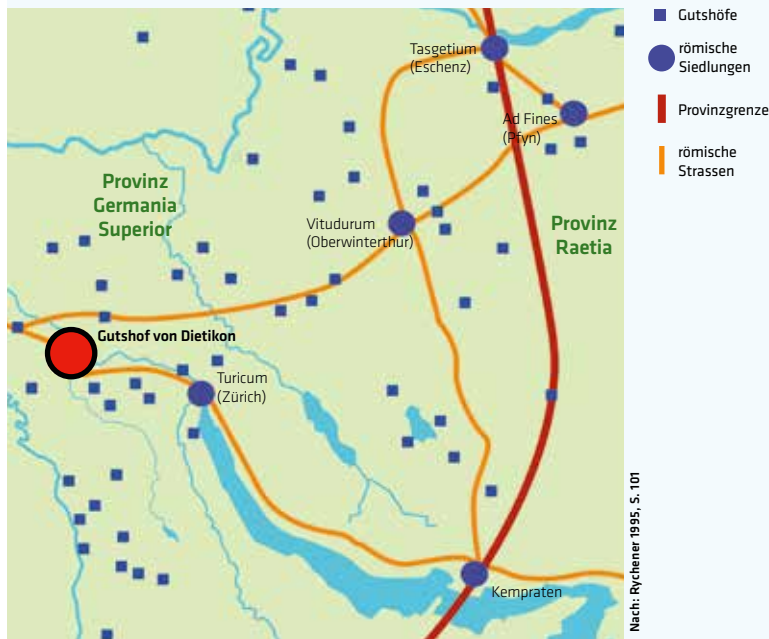 Tasgetium
(Eschenz)
Ad Fines
(Pfyn)
Provinz
Germania
Superior
Vitudurum
(Oberwinterthur)
Provinz
Raetia
Gutshof von Dietikon
Turicum
(Zürich)
Kempraten
Gutshöfe
römische
Siedlungen
Provinzgrenze
römische
Strassen
Nach: Rychener 1995, S. 101